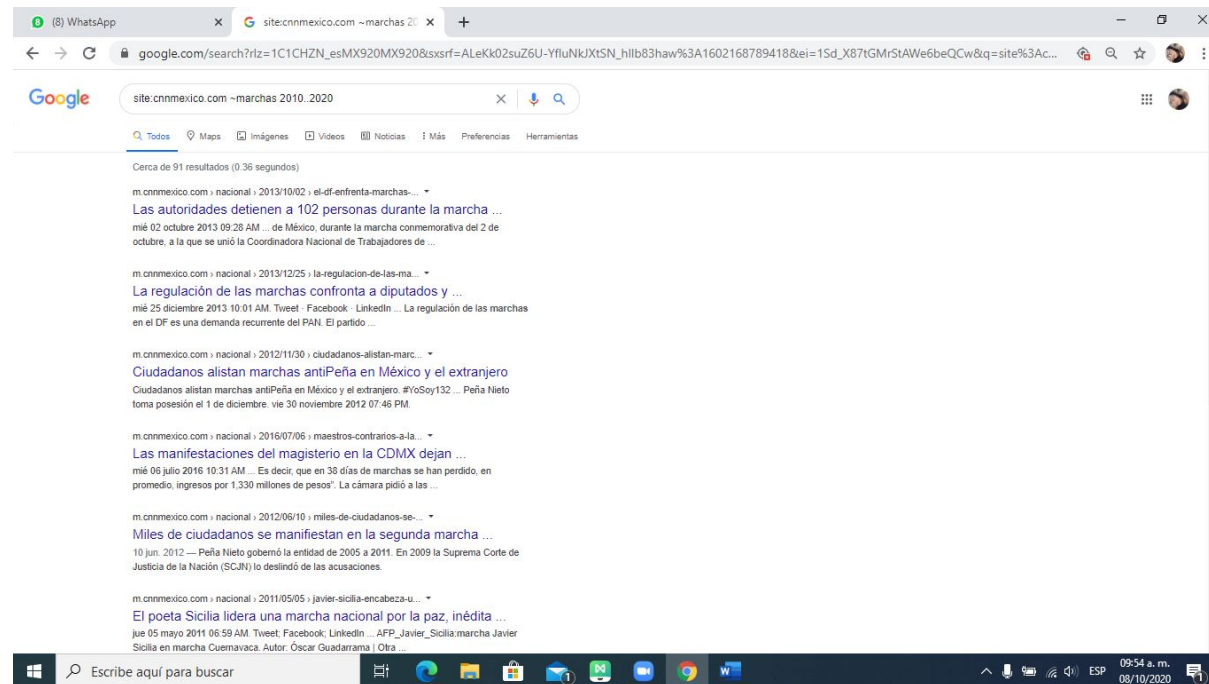 (8) WhatsApp
site:cnnmexico.com ~marchas 20
google.com/search?rlz=1C1CHZN_esMX920MX920&sxsrf=ALeKk02suZ6U-YfluNkJXtSN_hIIb83haw%3A1602168789418&ei=1Sd_X87tGMrStAWe6beQCw&q=site%3Ac...
Google
site:cnnmexico.com ~marchas 2010..2020
Todos Maps Imágenes Videos Noticias Más Preferencias Herramientas
Cerca de 91 resultados (0.36 segundos)
m.cnnmexico.com › nacional › 2013/10/02 › el-df-enfrenta-marchas-...
Las autoridades detienen a 102 personas durante la marcha ...
mié 02 octubre 2013 09:28 AM ... de México, durante la marcha conmemorativa del 2 de
octubre, a la que se unió la Coordinadora Nacional de Trabajadores de ...
m.cnnmexico.com › nacional › 2013/12/25 › la-regulacion-de-las-ma...
La regulación de las marchas confronta a diputados y ...
mié 25 diciembre 2013 10:01 AM. Tweet · Facebook · LinkedIn ... La regulación de las marchas
en el DF es una demanda recurrente del PAN. El partido ...
m.cnnmexico.com › nacional › 2012/11/30 › ciudadanos-alistan-marc...
Ciudadanos alistan marchas antiPeña en México y el extranjero
Ciudadanos alistan marchas antiPeña en México y el extranjero. #YoSoy132 ... Peña Nieto
toma posesión el 1 de diciembre. vie 30 noviembre 2012 07:46 PM.
m.cnnmexico.com › nacional › 2016/07/06 › maestros-contrarios-a-la...
Las manifestaciones del magisterio en la CDMX dejan ...
mié 06 julio 2016 10:31 AM ... Es decir, que en 38 días de marchas se han perdido, en
promedio, ingresos por 1,330 millones de pesos". La cámara pidió a las ...
m.cnnmexico.com › nacional › 2012/06/10 › miles-de-ciudadanos-se-...
Miles de ciudadanos se manifiestan en la segunda marcha ...
10 jun. 2012 — Peña Nieto gobernó la entidad de 2005 a 2011. En 2009 la Suprema Corte de
Justicia de la Nación (SCJN) lo deslindó de las acusaciones.
m.cnnmexico.com › nacional › 2011/05/05 › javier-sicilia-encabeza-u...
El poeta Sicilia lidera una marcha nacional por la paz, inédita ...
jue 05 mayo 2011 06:59 AM. Tweet; Facebook; LinkedIn ... AFP_Javier_Sicilia:marcha Javier
Sicilia en marcha Cuernavaca. Autor: Óscar Guadarrama | Otra ...
Escribe aquí para buscar
ESP
09:54 a. m.
08/10/2020